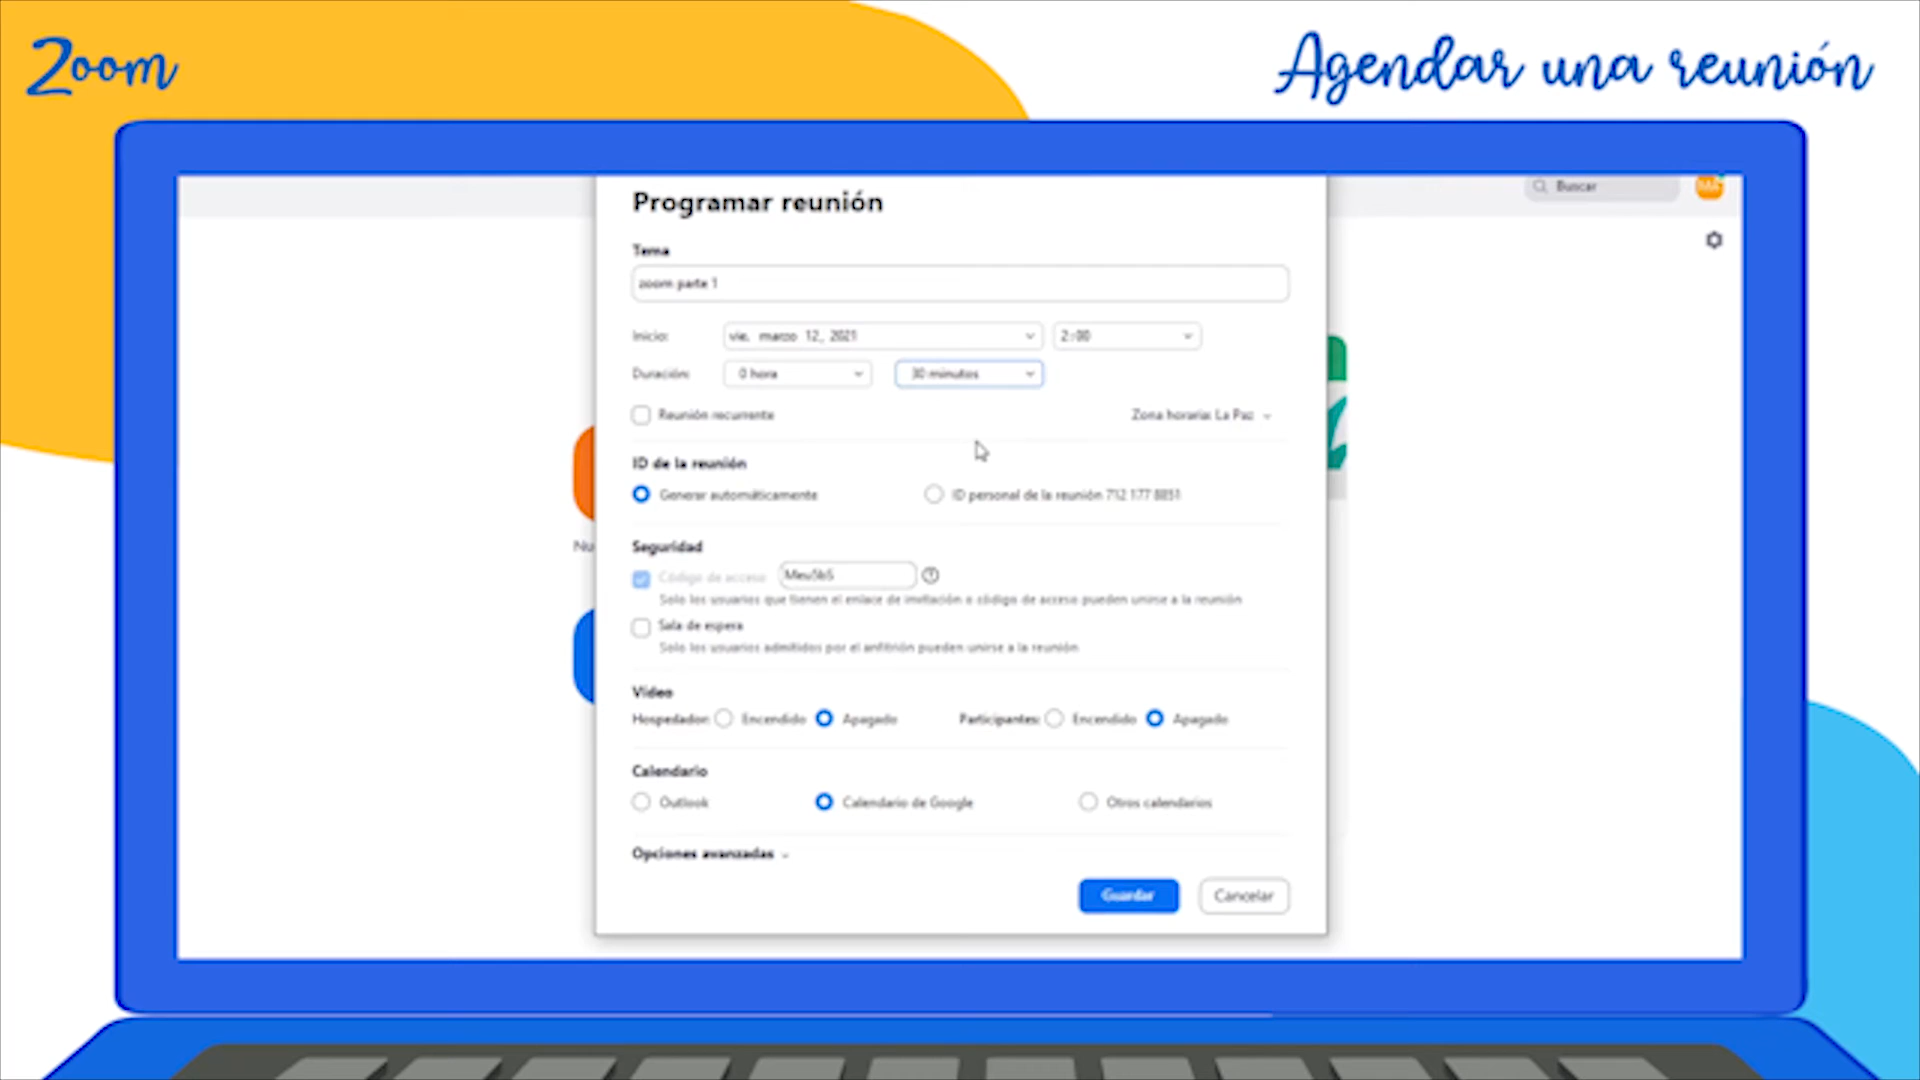 Zoom
Agendar una reunión
Buscar
MA
Programar reunión
Tema
zoom parte 1
Inicio: vie. marzo 12, 2021 2:00
Duración: 0 hora 30 minutos
Reunión recurrente Zona horaria: La Paz
ID de la reunión
Generar automáticamente ID personal de la reunión 712 177 8851
Nu
Seguridad
Código de acceso
Solo los usuarios que tienen el enlace de invitación o código de acceso pueden unirse a la reunión
Sala de espera
Solo los usuarios admitidos por el anfitrión pueden unirse a la reunión
Video
Hospedador: Encendido Apagado Participantes: Encendido Apagado
Calendario
Outlook Calendario de Google Otros calendarios
Opciones avanzadas
Guardar Cancelar